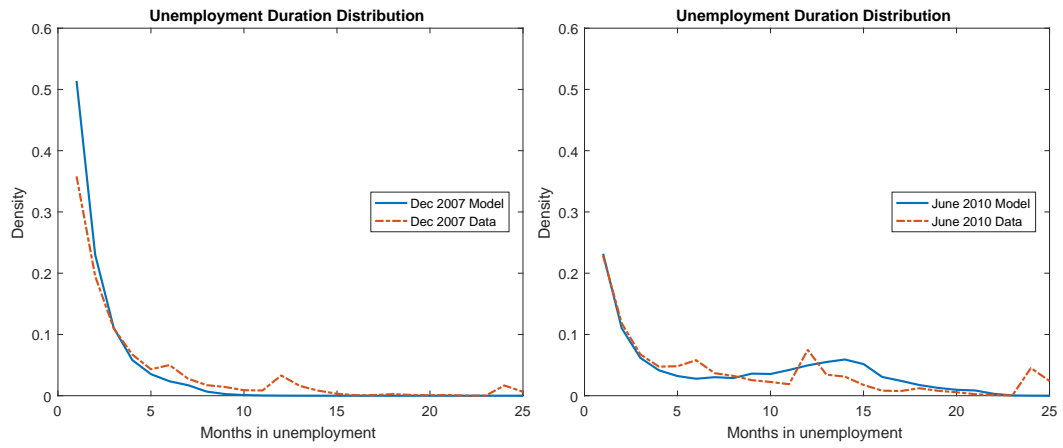 Unemployment Duration Distribution
0.6
0.5
0.4
0.3
0.2
0.1
0
Density
Dec 2007 Model
Dec 2007 Data
0 5 10 15 20 25
Months in unemployment
Unemployment Duration Distribution
0.6
0.5
0.4
0.3
0.2
0.1
0
Density
June 2010 Model
June 2010 Data
0 5 10 15 20 25
Months in unemployment